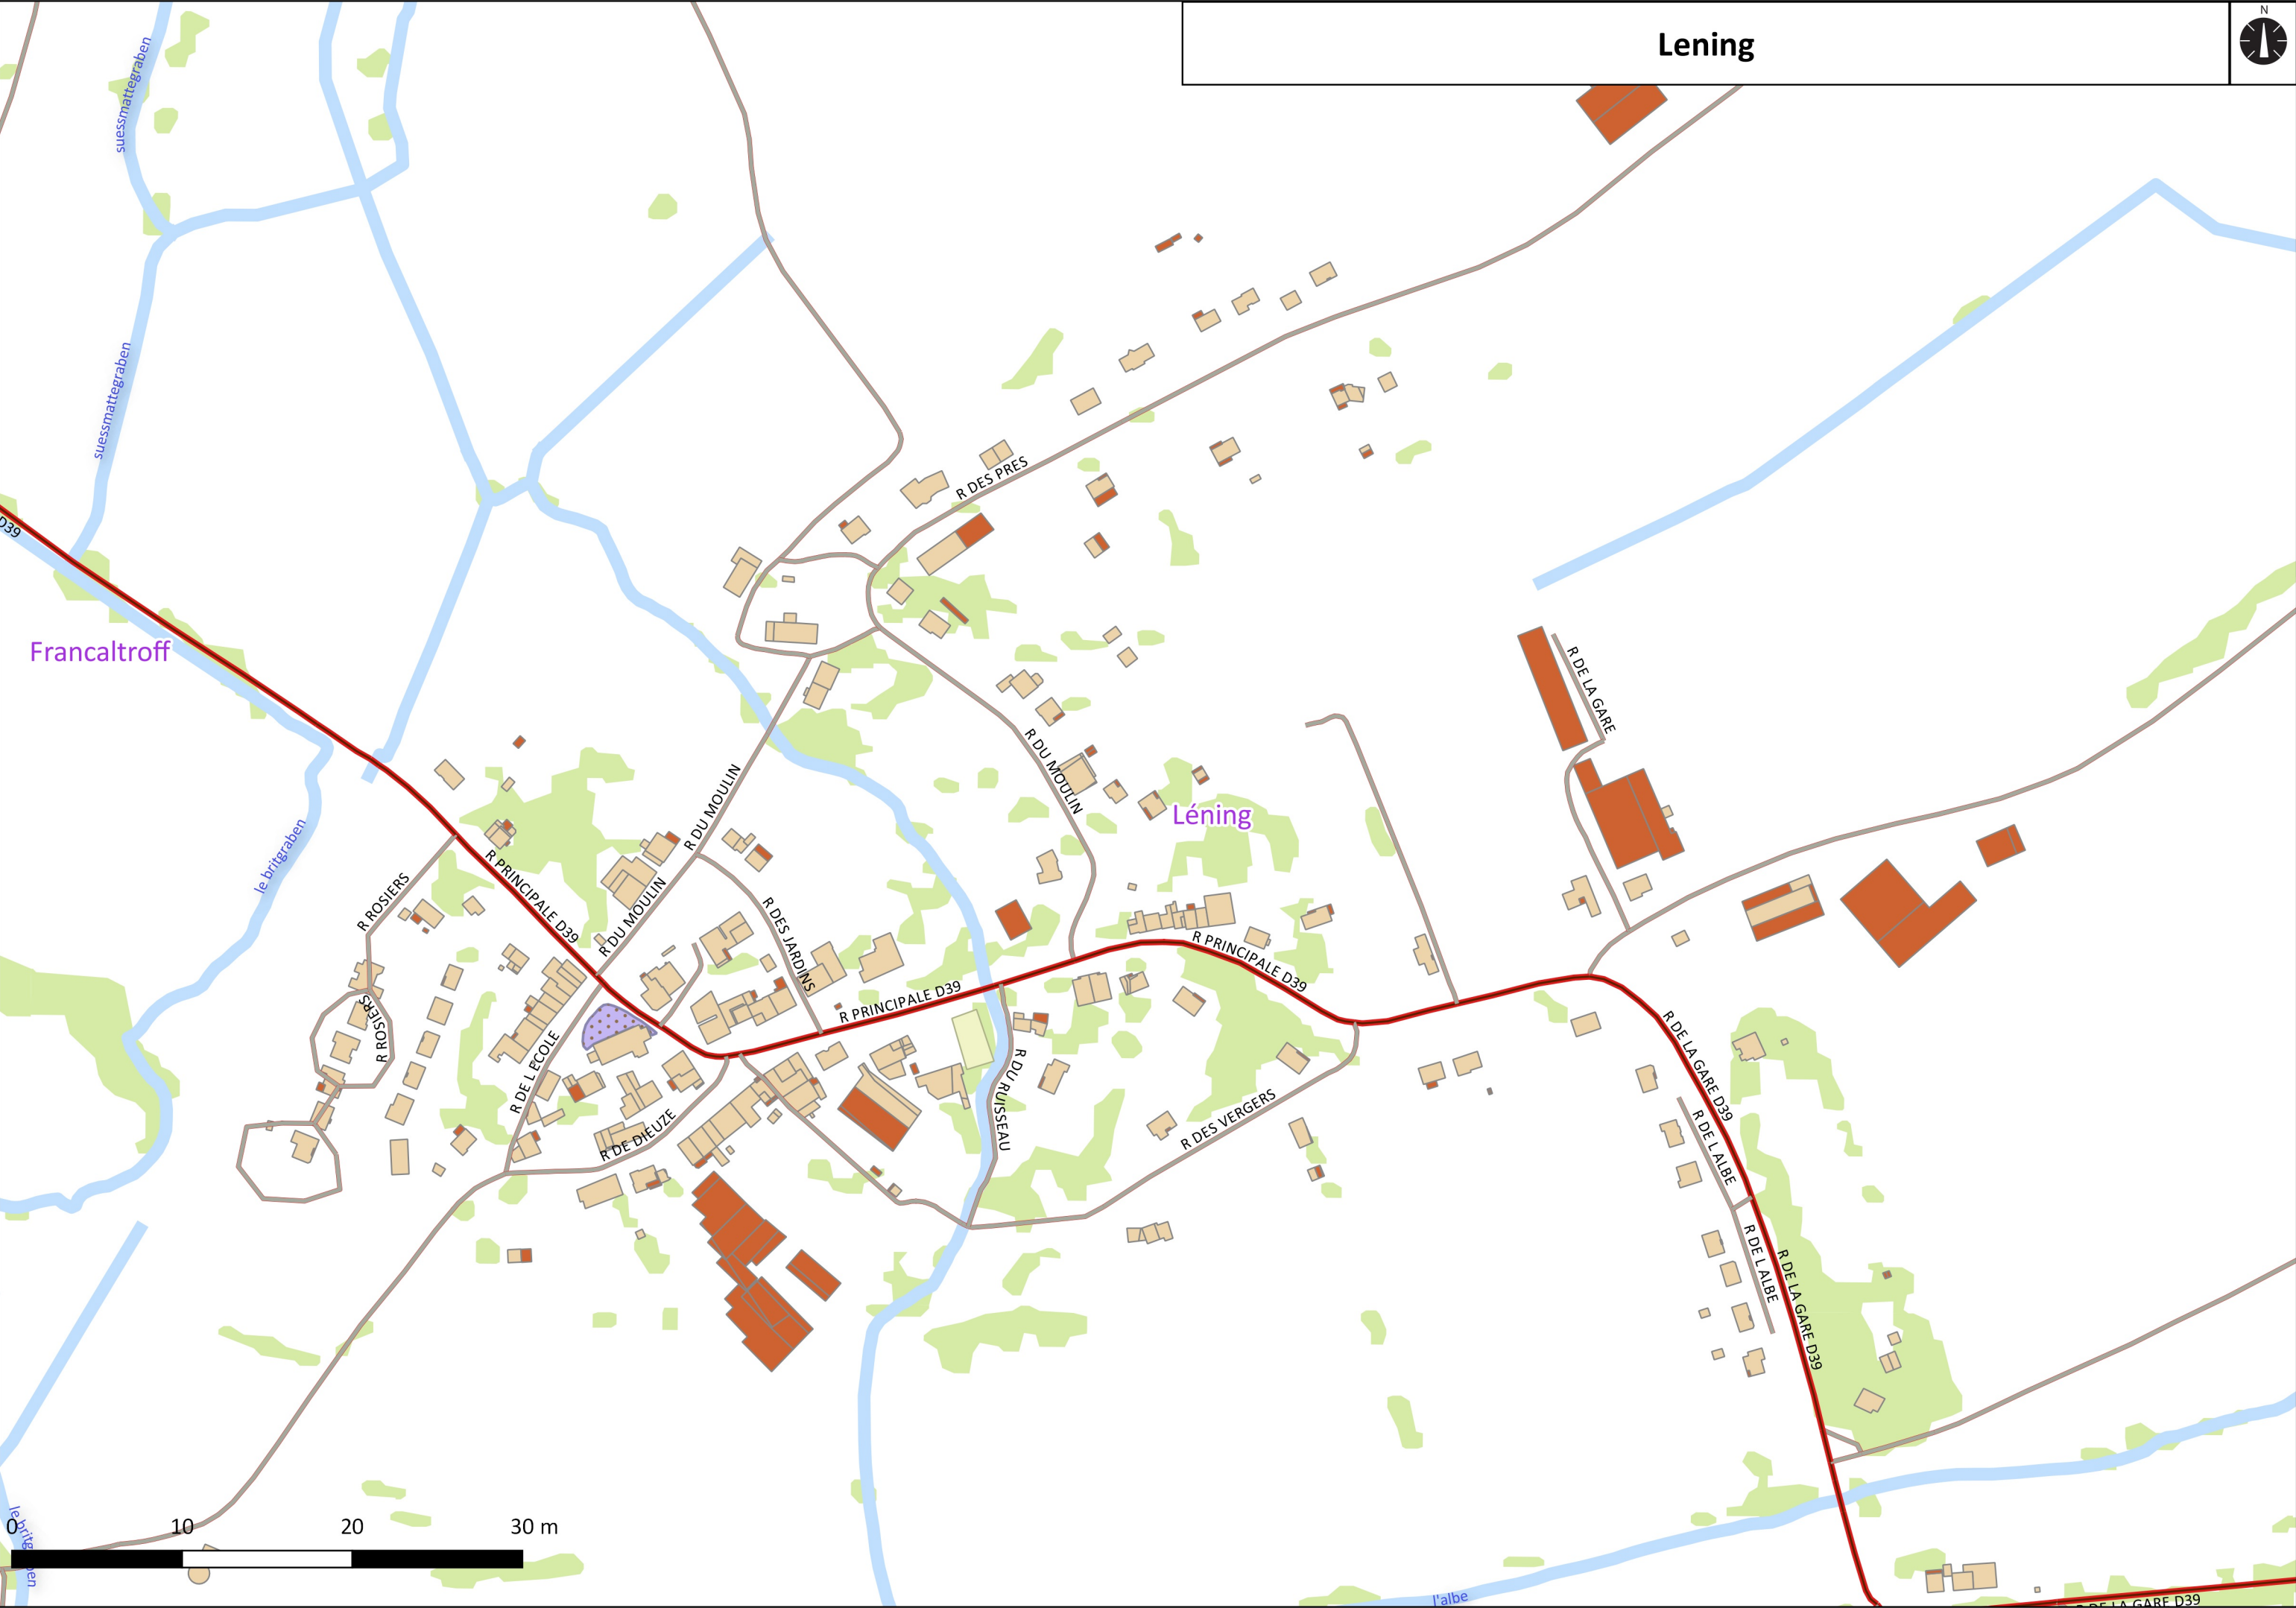 Lening
N
suessmattegraben
suessmattegraben
R DES PRES
D39
Francaltroff
R DE LA GARE
R DU MOULIN
R DU MOULIN
Léning
le britgraben
R PRINCIPALE D39
R ROSIERS
R DU MOULIN
R DES JARDINS
R PRINCIPALE D39
R PRINCIPALE D39
R ROSIERS
R DE L ECOLE
R DU RUISSEAU
R DE LA GARE D39
R DE DIEUZE
R DES VERGERS
R DE L ALBE
R DE L ALBE
R DE LA GARE D39
le britgraben
0 10 20 30 m
l'albe
R DE LA GARE D39